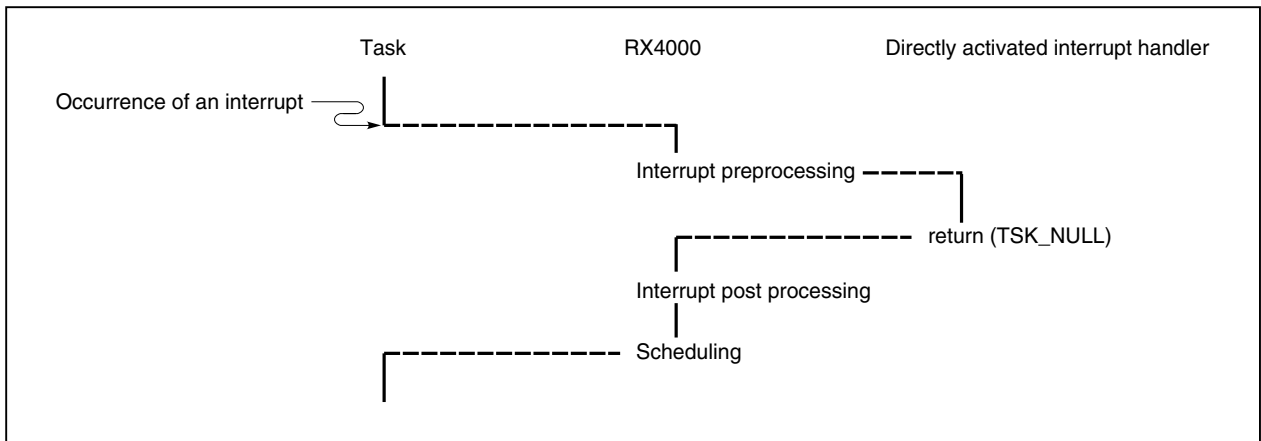 Task RX4000 Directly activated interrupt handler
Occurrence of an interrupt
Interrupt preprocessing
return (TSK_NULL)
Interrupt post processing
Scheduling